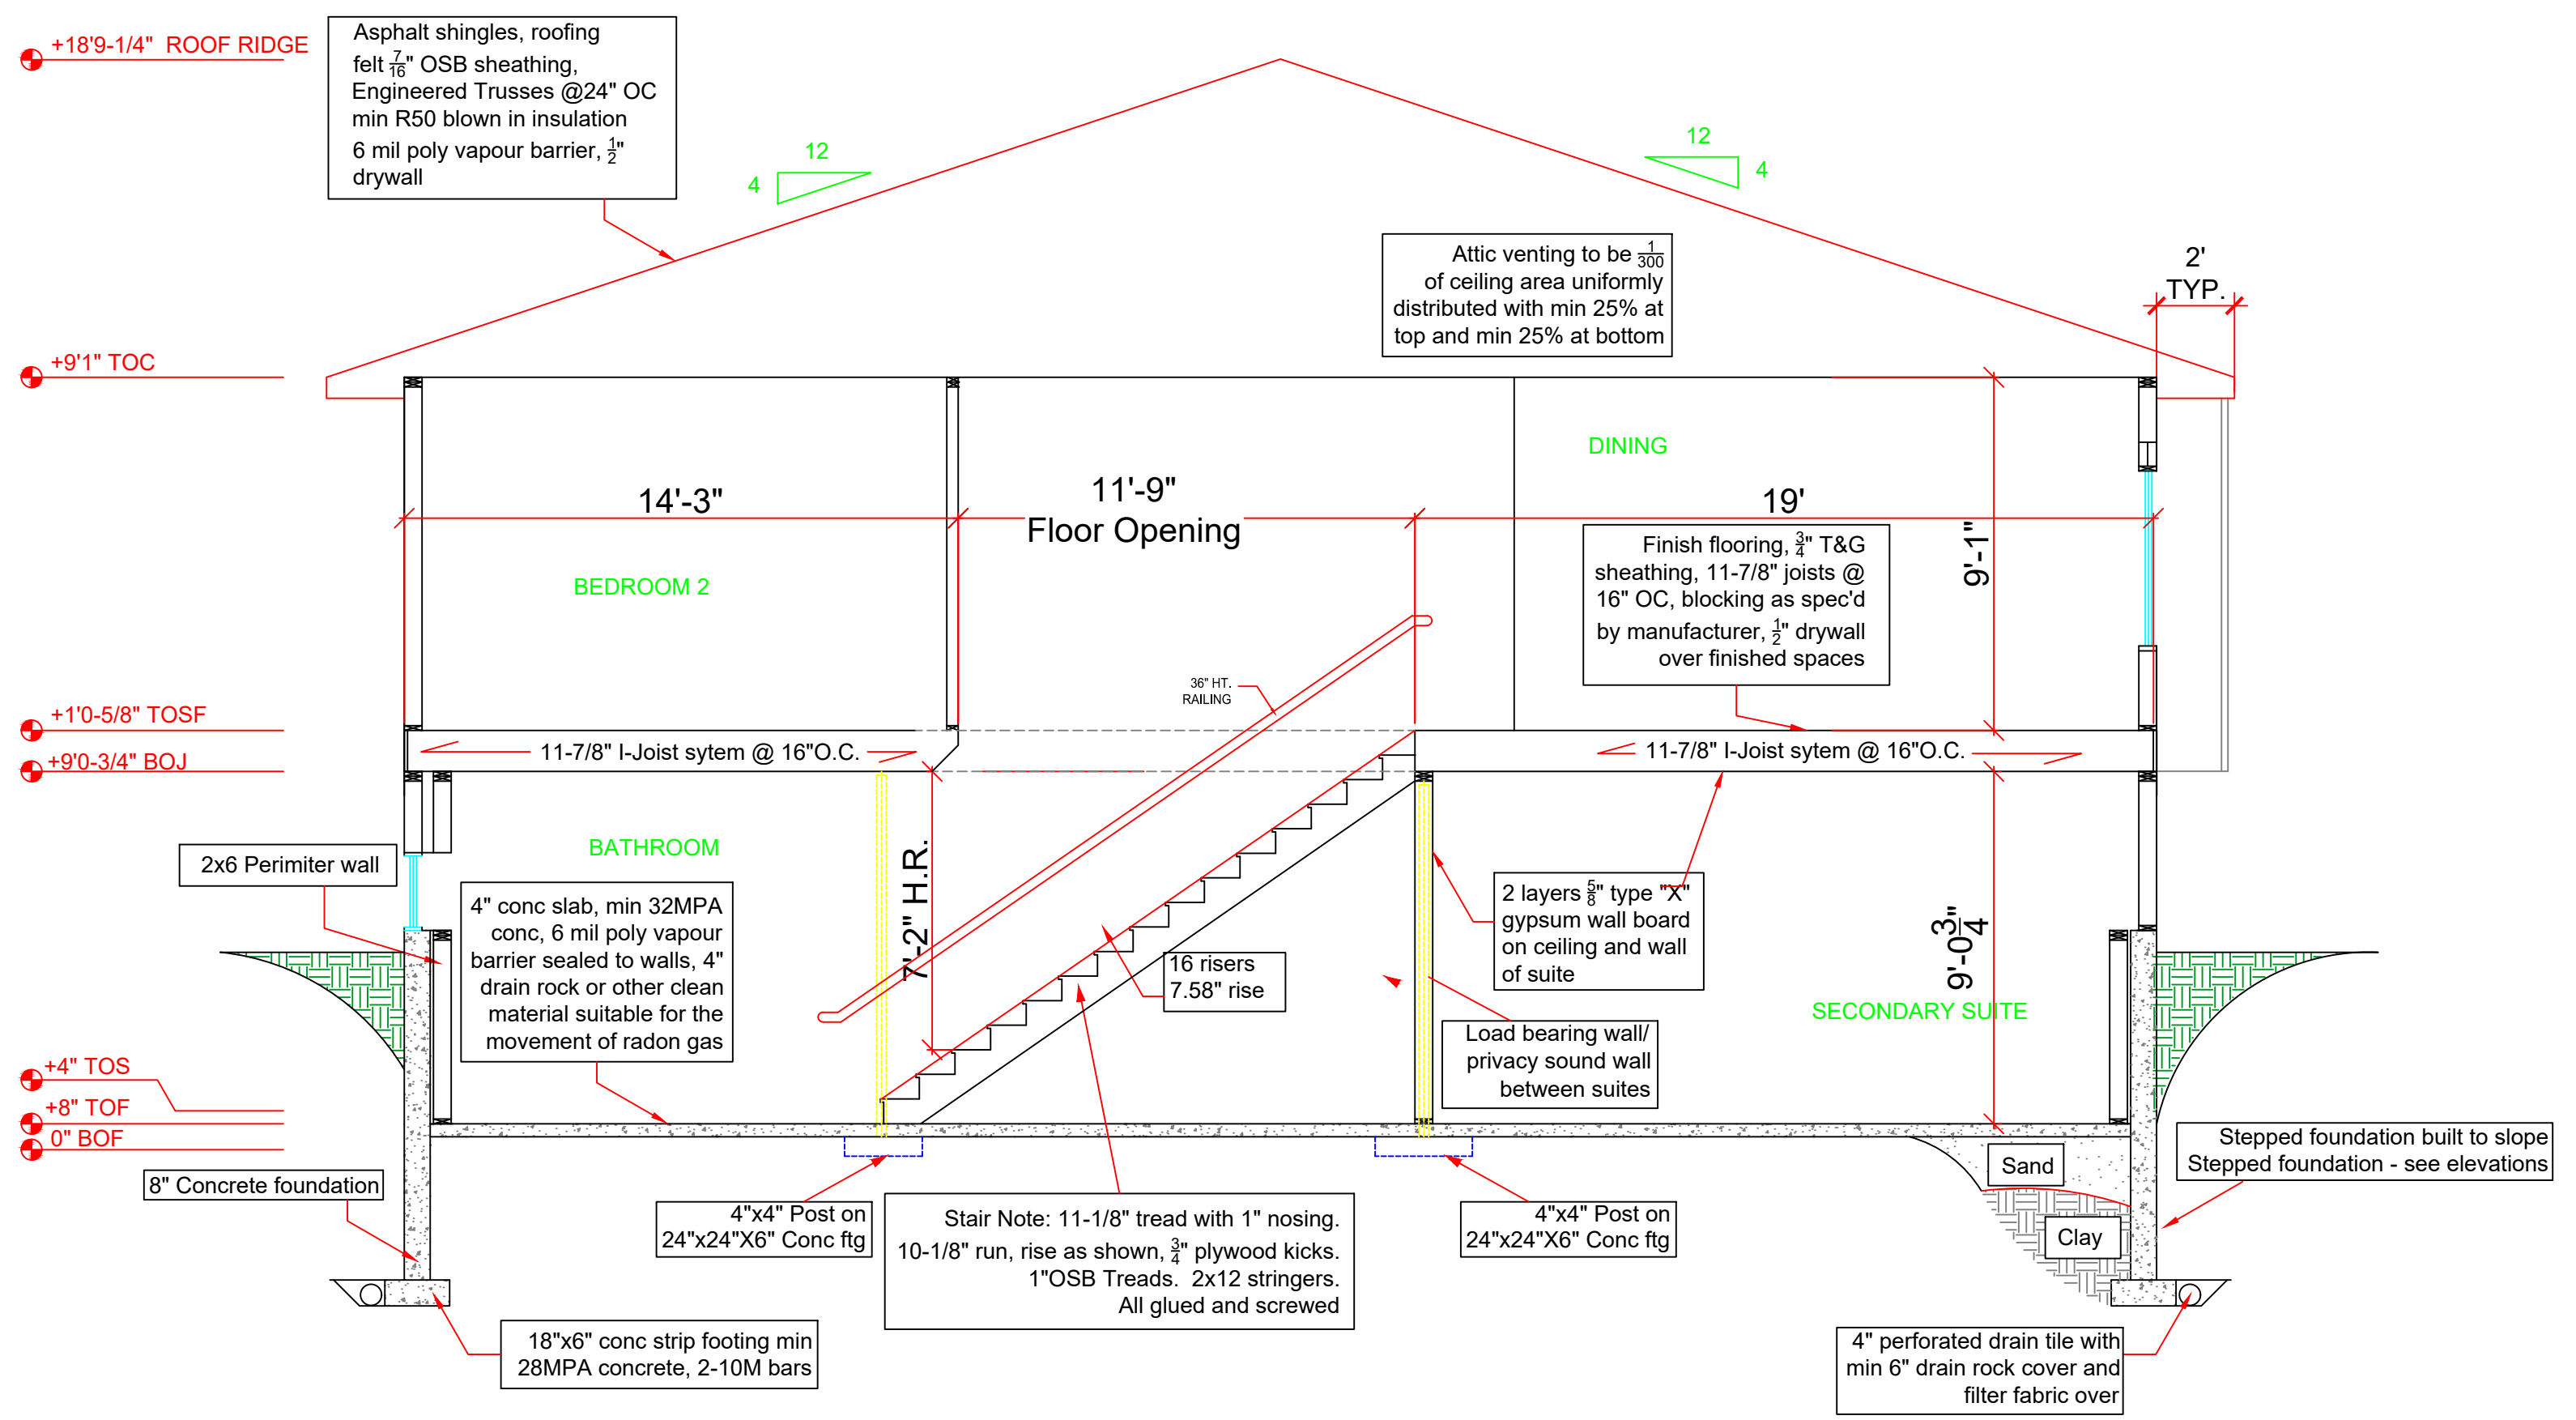 +18'9-1/4"  ROOF RIDGE
Asphalt shingles, roofing
felt 7/16" OSB sheathing,
Engineered Trusses @24" OC
min R50 blown in insulation
6 mil poly vapour barrier, 1/2"
drywall
12
4
12
4
Attic venting to be 1/300
of ceiling area uniformly
distributed with min 25% at
top and min 25% at bottom
2'
TYP.
+9'1" TOC
DINING
14'-3"
11'-9"
Floor Opening
19'
BEDROOM 2
Finish flooring, 3/4" T&G
sheathing, 11-7/8" joists @
16" OC, blocking as spec'd
by manufacturer, 1/2" drywall
over finished spaces
9'-1"
36" HT.
RAILING
+1'0-5/8" TOSF
+9'0-3/4" BOJ
11-7/8" I-Joist sytem @ 16"O.C.
11-7/8" I-Joist sytem @ 16"O.C.
BATHROOM
2x6 Perimiter wall
7'-2" H.R.
4" conc slab, min 32MPA
conc, 6 mil poly vapour
barrier sealed to walls, 4"
drain rock or other clean
material suitable for the
movement of radon gas
16 risers
7.58" rise
2 layers 5/8" type "X"
gypsum wall board
on ceiling and wall
of suite
9'-0 3/4"
SECONDARY SUITE
Load bearing wall/
privacy sound wall
between suites
+4" TOS
+8" TOF
0" BOF
8" Concrete foundation
4"x4" Post on
24"x24"X6" Conc ftg
Stair Note: 11-1/8" tread with 1" nosing.
10-1/8" run, rise as shown, 3/4" plywood kicks.
1"OSB Treads.  2x12 stringers.
All glued and screwed
4"x4" Post on
24"x24"X6" Conc ftg
Sand
Clay
Stepped foundation built to slope
Stepped foundation - see elevations
18"x6" conc strip footing min
28MPA concrete, 2-10M bars
4" perforated drain tile with
min 6" drain rock cover and
filter fabric over